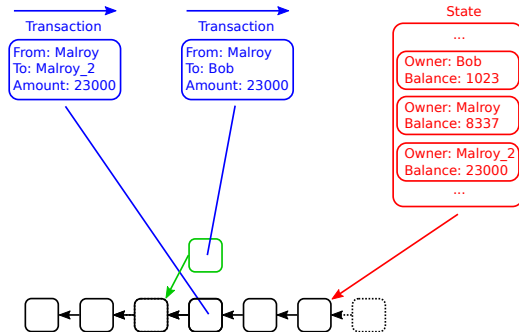 Transaction
From: Malroy
To: Malroy_2
Amount: 23000
Transaction
From: Malroy
To: Bob
Amount: 23000
State
...
Owner: Bob
Balance: 1023
Owner: Malroy
Balance: 8337
Owner: Malroy_2
Balance: 23000
...